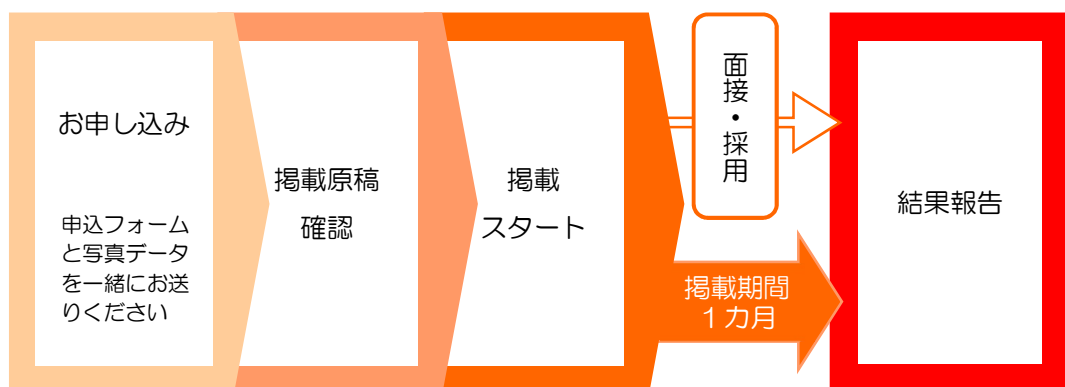 お申し込み
申込フォーム
と写真データ
を一緒にお送
りください
掲載原稿
確認
掲載
スタート
面接・採用
掲載期間
１カ月
結果報告